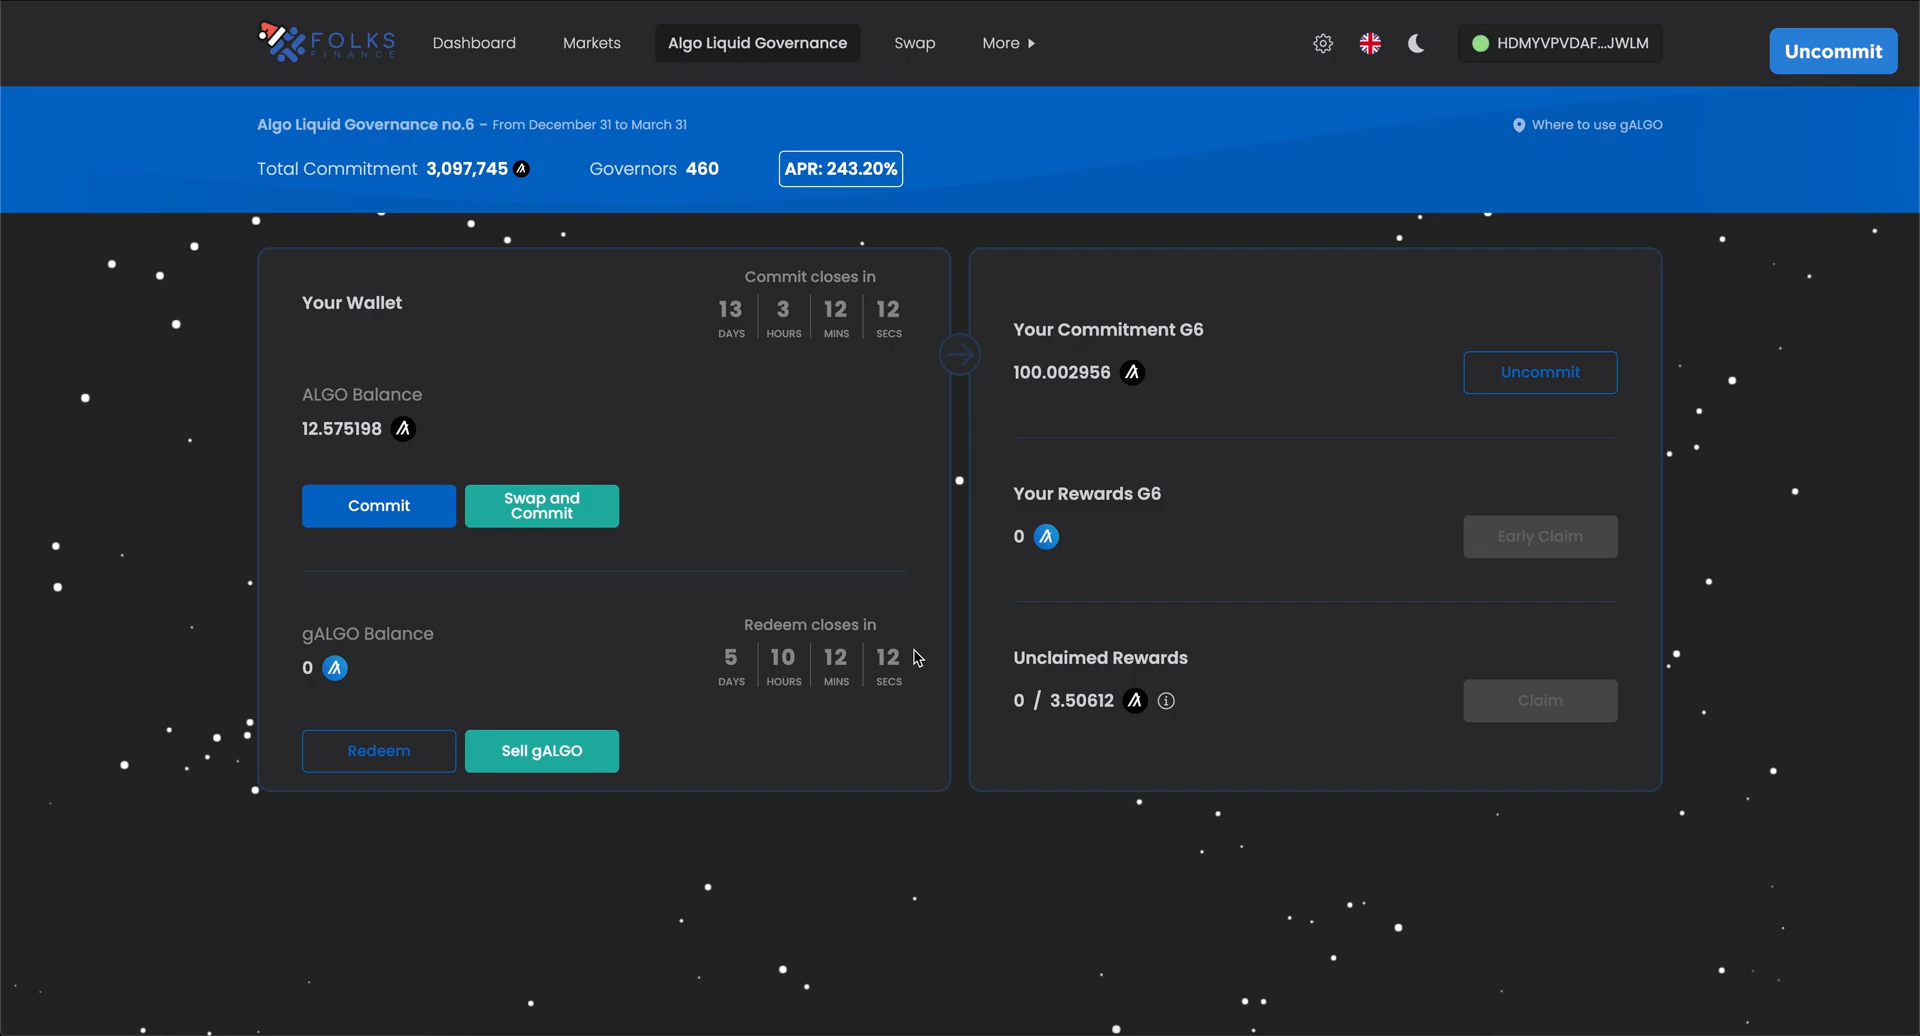 FOLKS
FINANCE
Dashboard
Markets
Algo Liquid Governance
Swap
More
HDMYVPVDAF...JWLM
Uncommit
Algo Liquid Governance no.6 – From December 31 to March 31
Where to use gALGO
Total Commitment 3,097,745
Governors 460
APR: 243.20%
Your Wallet
Commit closes in
13 3 12 12
DAYS HOURS MINS SECS
ALGO Balance
12.575198
Commit
Swap and
Commit
gALGO Balance
0
Redeem closes in
5 10 12 12
DAYS HOURS MINS SECS
Redeem
Sell gALGO
Your Commitment G6
100.002956
Uncommit
Your Rewards G6
0
Early Claim
Unclaimed Rewards
0 / 3.50612
Claim